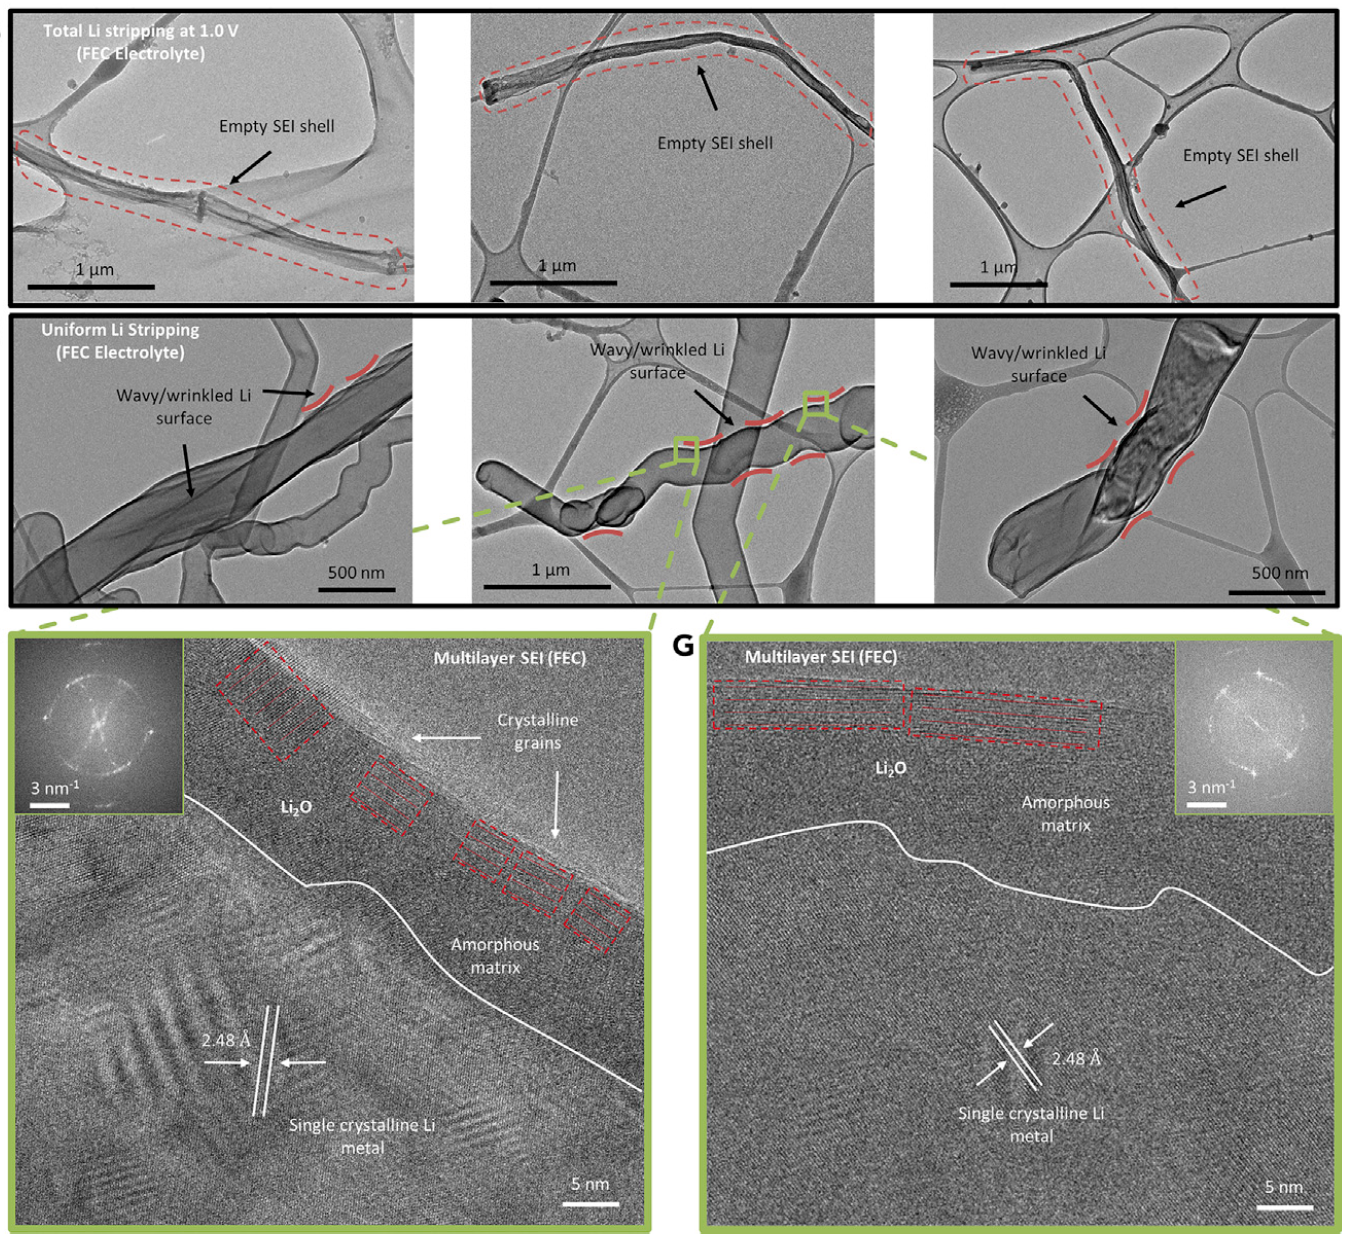 Total Li stripping at 1.0 V
(FEC Electrolyte)
Empty SEI shell
1 μm
Empty SEI shell
1 μm
Empty SEI shell
1 μm
Uniform Li Stripping
(FEC Electrolyte)
Wavy/wrinkled Li
surface
500 nm
Wavy/wrinkled Li
surface
1 μm
Wavy/wrinkled Li
surface
500 nm
3 nm⁻¹
Multilayer SEI (FEC)
Crystalline
grains
Li₂O
Amorphous
matrix
2.48 Å
Single crystalline Li
metal
5 nm
G
Multilayer SEI (FEC)
3 nm⁻¹
Li₂O
Amorphous
matrix
2.48 Å
Single crystalline Li
metal
5 nm